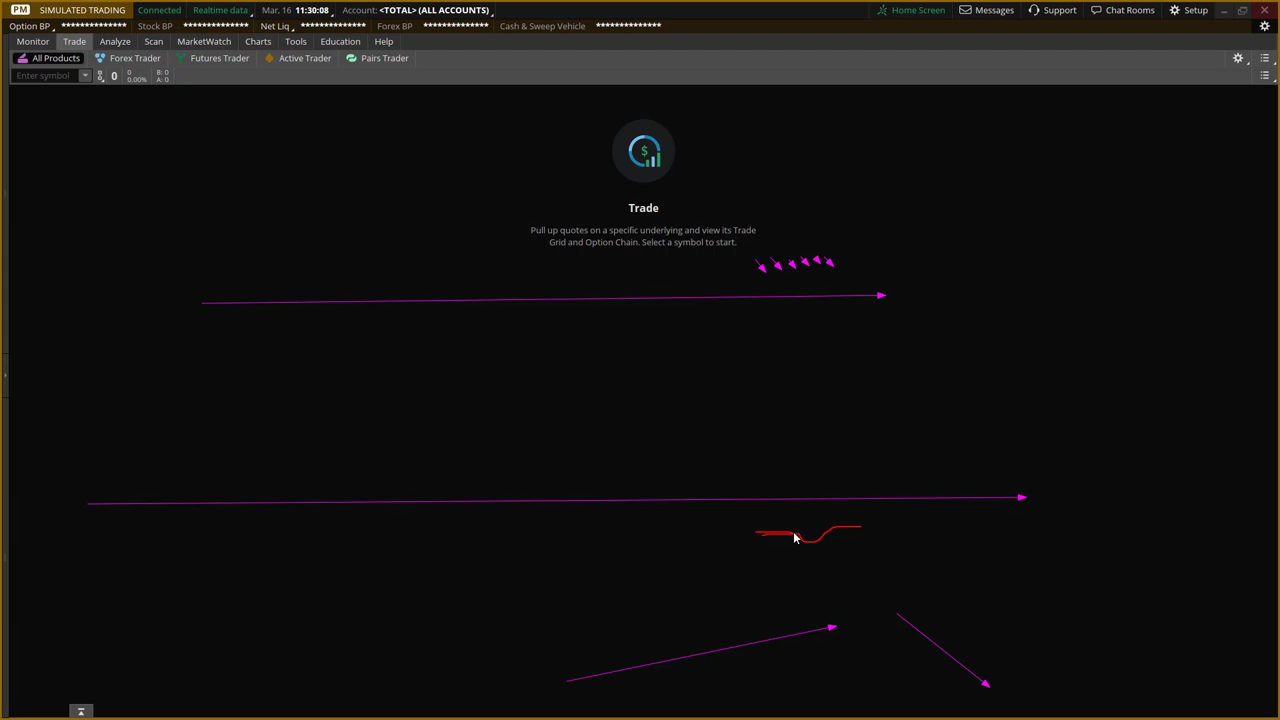 PM SIMULATED TRADING Connected Realtime data Mar, 16 11:30:08 Account: <TOTAL> (ALL ACCOUNTS) Home Screen Messages Support Chat Rooms Setup
Option BP ************** Stock BP ************** Net Liq ************** Forex BP ************** Cash & Sweep Vehicle **************
Monitor Trade Analyze Scan MarketWatch Charts Tools Education Help
All Products Forex Trader Futures Trader Active Trader Pairs Trader
Enter symbol 0 0 B: 0
0.00% A: 0
$
Trade
Pull up quotes on a specific underlying and view its Trade
Grid and Option Chain. Select a symbol to start.